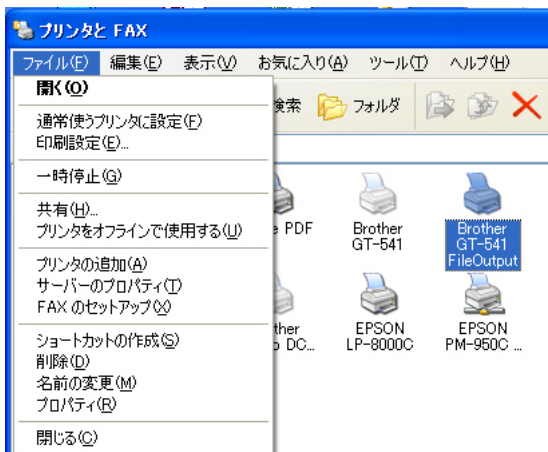 プリンタと FAX
ファイル(F) 編集(E) 表示(V) お気に入り(A) ツール(T) ヘルプ(H)
開く(O)
検索 フォルダ
通常使うプリンタに設定(F)
印刷設定(E)...
一時停止(G)
共有(H)...
プリンタをオフラインで使用する(U)
プリンタの追加(A)
サーバーのプロパティ(T)
FAX のセットアップ(X)
ショートカットの作成(S)
削除(D)
名前の変更(M)
プロパティ(R)
閉じる(C)
PDF
Brother
GT-541
Brother
GT-541
FileOutput
DC...
EPSON
LP-8000C
EPSON
PM-950C ...